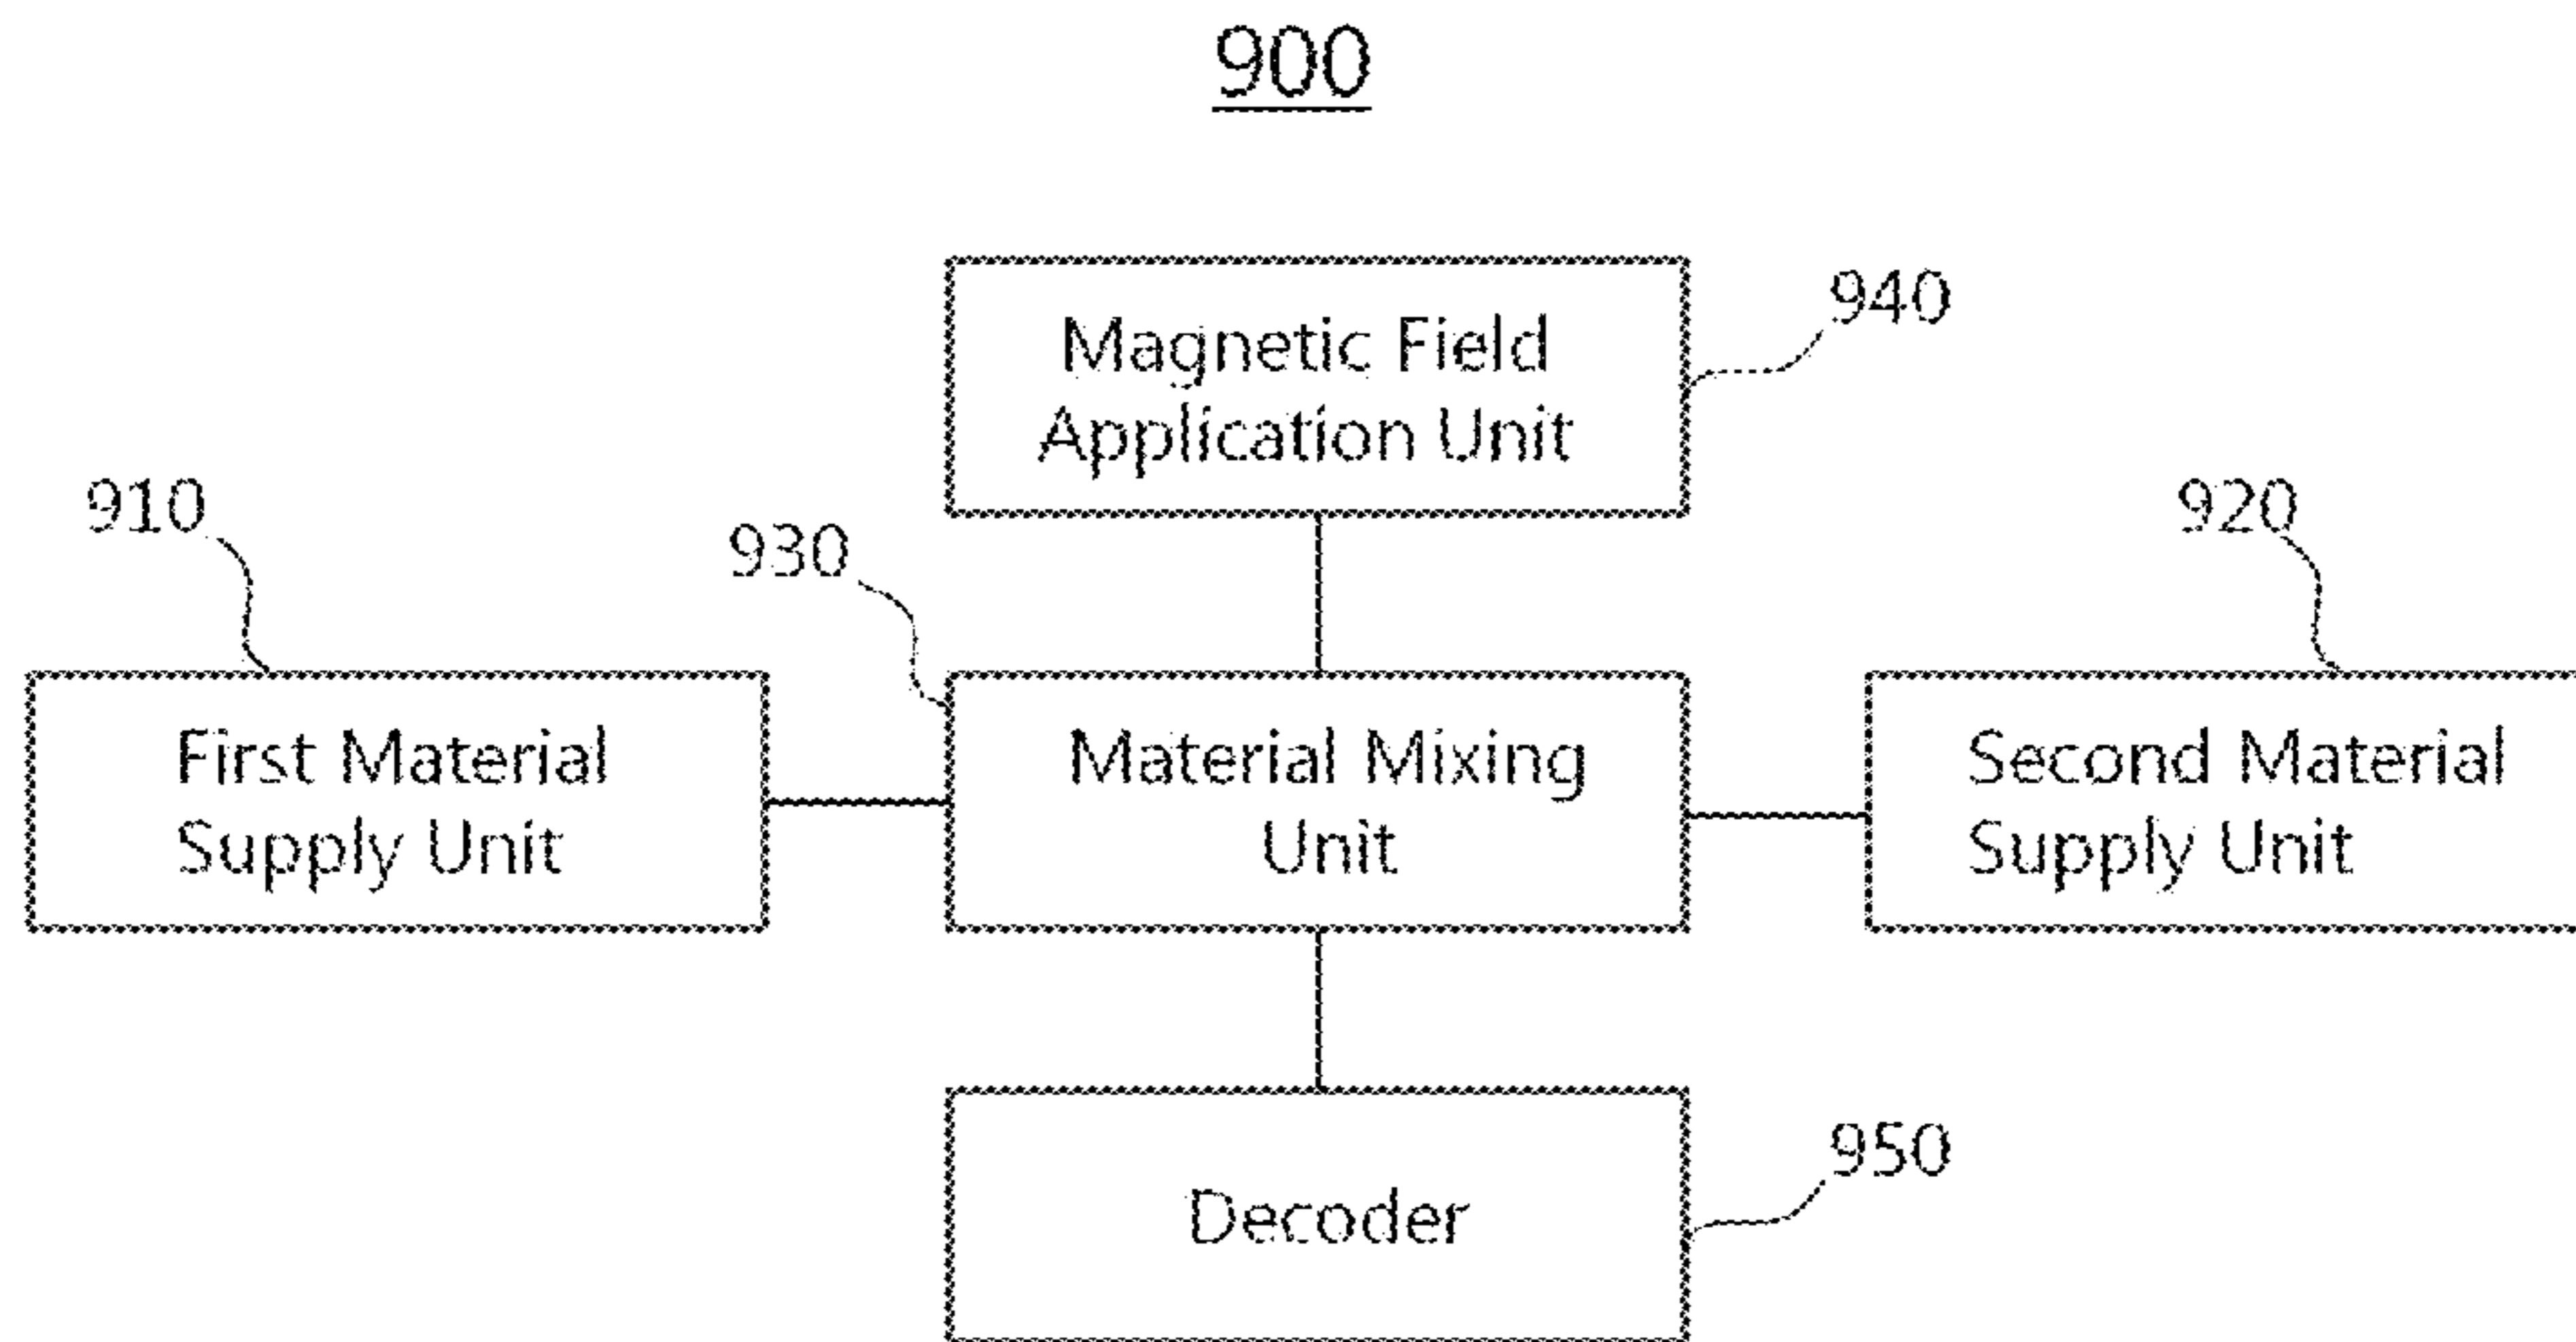 900
940
Magnetic Field
Application Unit
910
930
920
First Material
Supply Unit
Material Mixing
Unit
Second Material
Supply Unit
950
Decoder